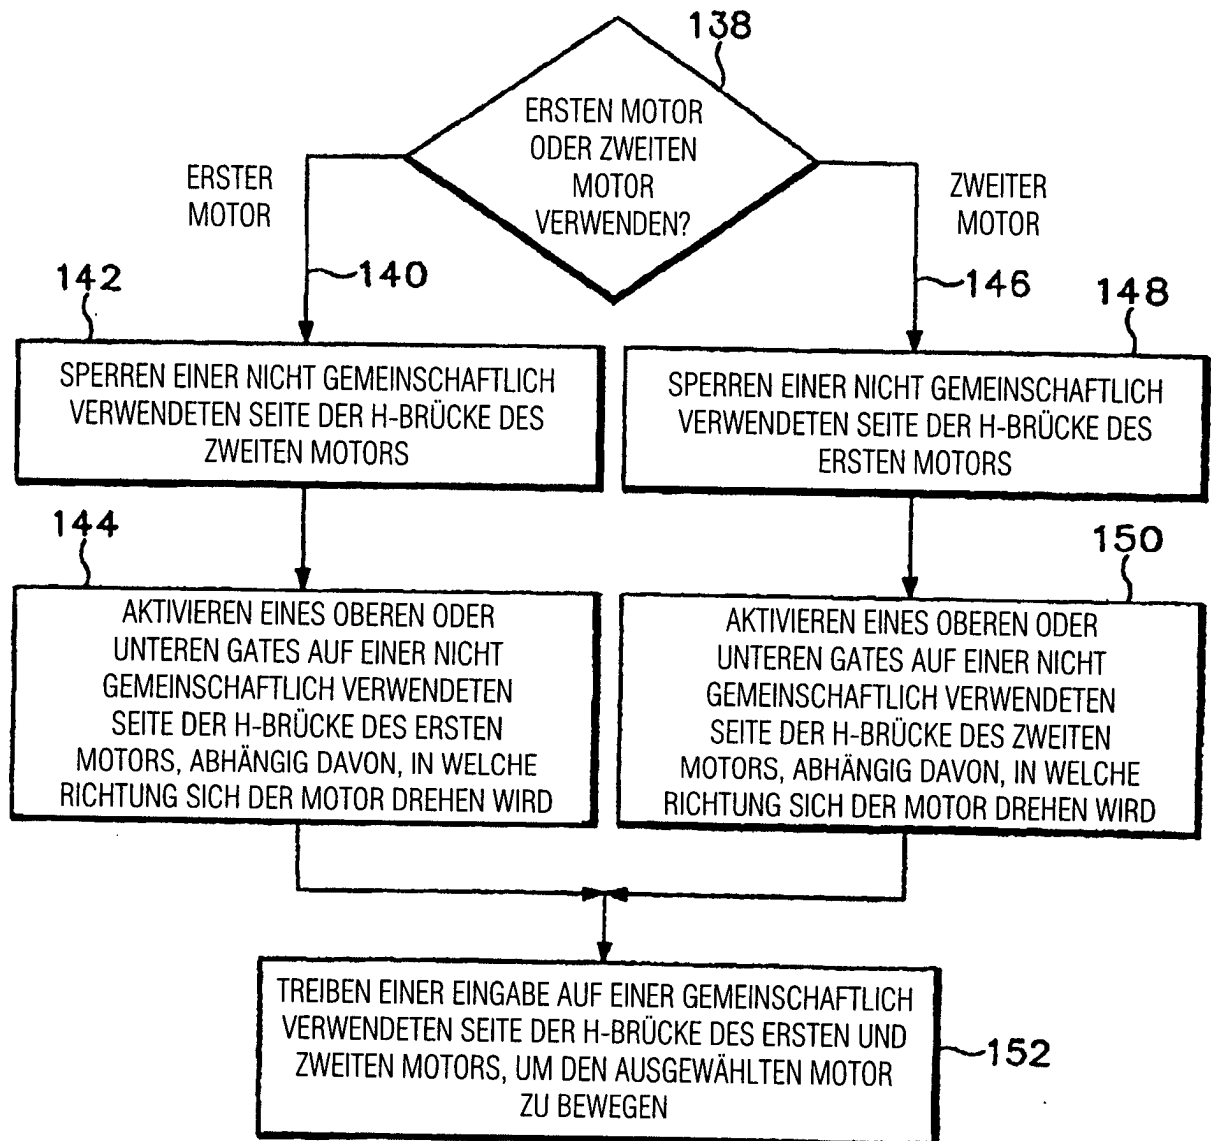 138
ERSTEN MOTOR
ODER ZWEITEN
MOTOR
VERWENDEN?
ERSTER
MOTOR
ZWEITER
MOTOR
140
146
142
SPERREN EINER NICHT GEMEINSCHAFTLICH
VERWENDETEN SEITE DER H-BRÜCKE DES
ZWEITEN MOTORS
148
SPERREN EINER NICHT GEMEINSCHAFTLICH
VERWENDETEN SEITE DER H-BRÜCKE DES
ERSTEN MOTORS
144
AKTIVIEREN EINES OBEREN ODER
UNTEREN GATES AUF EINER NICHT
GEMEINSCHAFTLICH VERWENDETEN
SEITE DER H-BRÜCKE DES ERSTEN
MOTORS, ABHÄNGIG DAVON, IN WELCHE
RICHTUNG SICH DER MOTOR DREHEN WIRD
150
AKTIVIEREN EINES OBEREN ODER
UNTEREN GATES AUF EINER NICHT
GEMEINSCHAFTLICH VERWENDETEN
SEITE DER H-BRÜCKE DES ZWEITEN
MOTORS, ABHÄNGIG DAVON, IN WELCHE
RICHTUNG SICH DER MOTOR DREHEN WIRD
TREIBEN EINER EINGABE AUF EINER GEMEINSCHAFTLICH
VERWENDETEN SEITE DER H-BRÜCKE DES ERSTEN UND
ZWEITEN MOTORS, UM DEN AUSGEWÄHLTEN MOTOR
ZU BEWEGEN
152